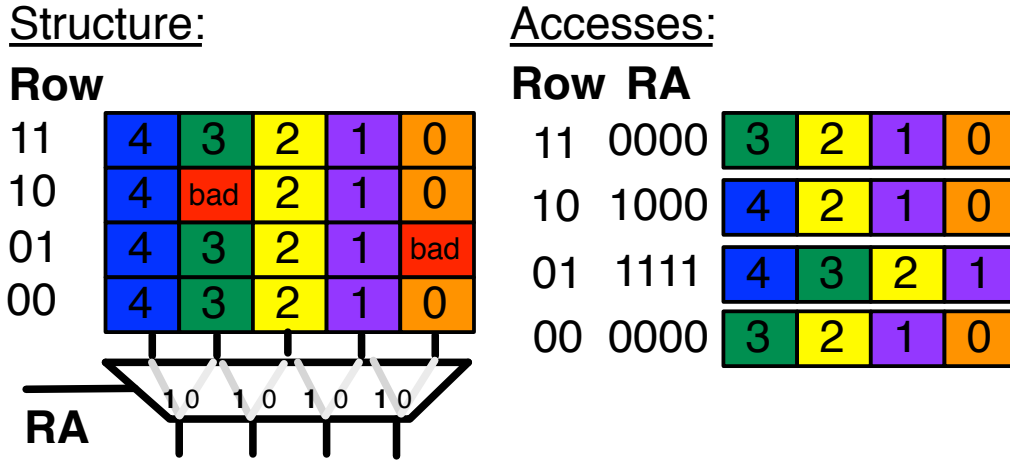 Structure:
Row
11 4 3 2 1 0
10 4 bad 2 1 0
01 4 3 2 1 bad
00 4 3 2 1 0
1 0 1 0 1 0 1 0
RA
Accesses:
Row RA
11 0000 3 2 1 0
10 1000 4 2 1 0
01 1111 4 3 2 1
00 0000 3 2 1 0